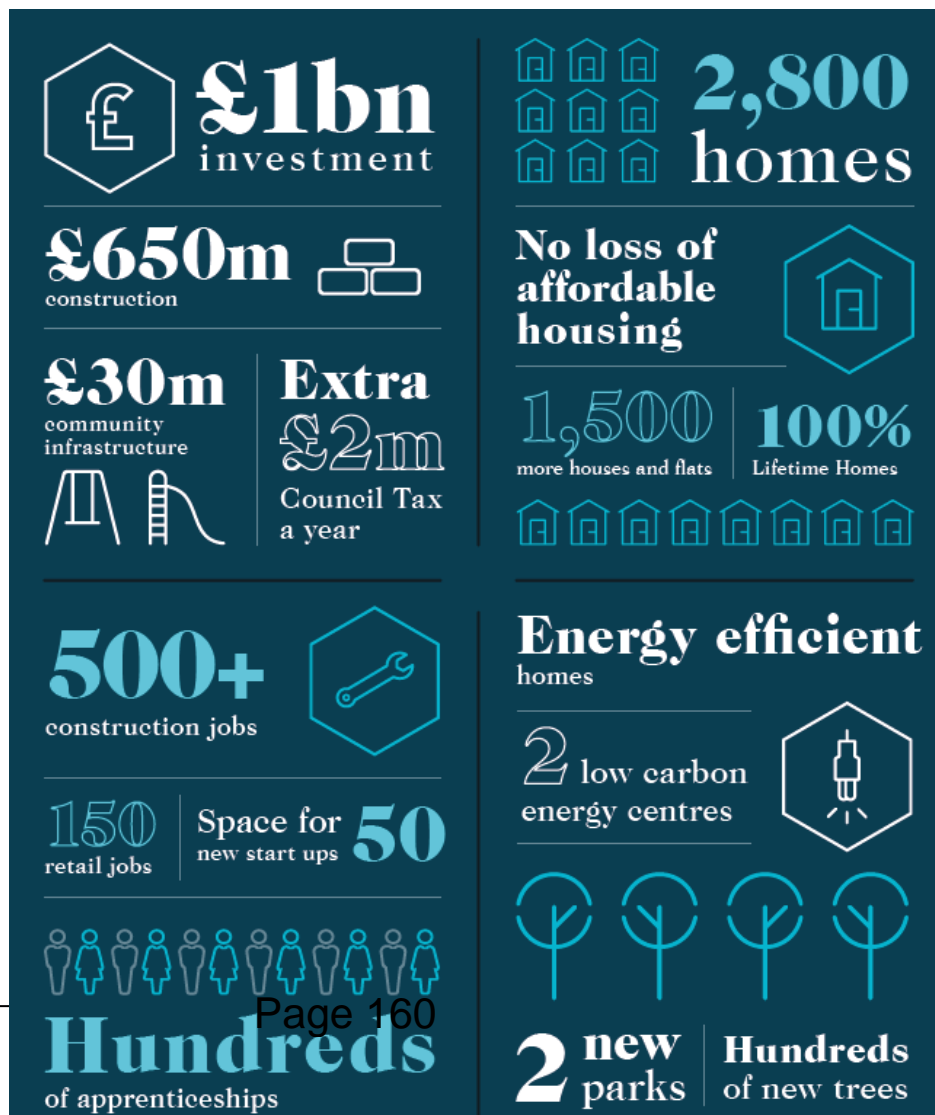 £
£1bn
investment
£650m
construction
£30m
community
infrastructure
Extra
£2m
Council Tax
a year
2,800
homes
No loss of
affordable
housing
1,500
more houses and flats
100%
Lifetime Homes
500+
construction jobs
150
retail jobs
Space for
new start ups
50
Page 160
Hundreds
of apprenticeships
Energy efficient
homes
2 low carbon
energy centres
2 new
parks
Hundreds
of new trees